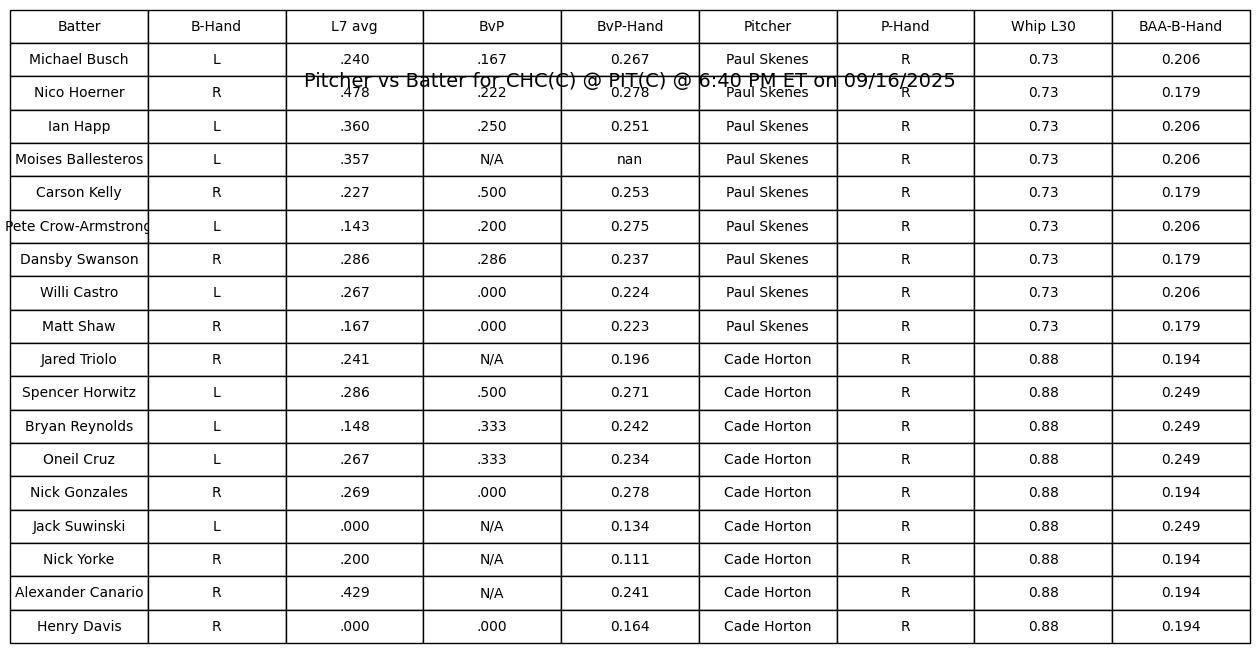 Batter B-Hand L7 avg BvP BvP-Hand Pitcher P-Hand Whip L30 BAA-B-Hand
Michael Busch L .240 .167 0.267 Paul Skenes R 0.73 0.206
Pitcher vs Batter for CHC(C) @ PIT(C) @ 6:40 PM ET on 09/16/2025
Nico Hoerner R .478 .222 0.278 Paul Skenes R 0.73 0.179
Ian Happ L .360 .250 0.251 Paul Skenes R 0.73 0.206
Moises Ballesteros L .357 N/A nan Paul Skenes R 0.73 0.206
Carson Kelly R .227 .500 0.253 Paul Skenes R 0.73 0.179
Pete Crow-Armstrong L .143 .200 0.275 Paul Skenes R 0.73 0.206
Dansby Swanson R .286 .286 0.237 Paul Skenes R 0.73 0.179
Willi Castro L .267 .000 0.224 Paul Skenes R 0.73 0.206
Matt Shaw R .167 .000 0.223 Paul Skenes R 0.73 0.179
Jared Triolo R .241 N/A 0.196 Cade Horton R 0.88 0.194
Spencer Horwitz L .286 .500 0.271 Cade Horton R 0.88 0.249
Bryan Reynolds L .148 .333 0.242 Cade Horton R 0.88 0.249
Oneil Cruz L .267 .333 0.234 Cade Horton R 0.88 0.249
Nick Gonzales R .269 .000 0.278 Cade Horton R 0.88 0.194
Jack Suwinski L .000 N/A 0.134 Cade Horton R 0.88 0.249
Nick Yorke R .200 N/A 0.111 Cade Horton R 0.88 0.194
Alexander Canario R .429 N/A 0.241 Cade Horton R 0.88 0.194
Henry Davis R .000 .000 0.164 Cade Horton R 0.88 0.194